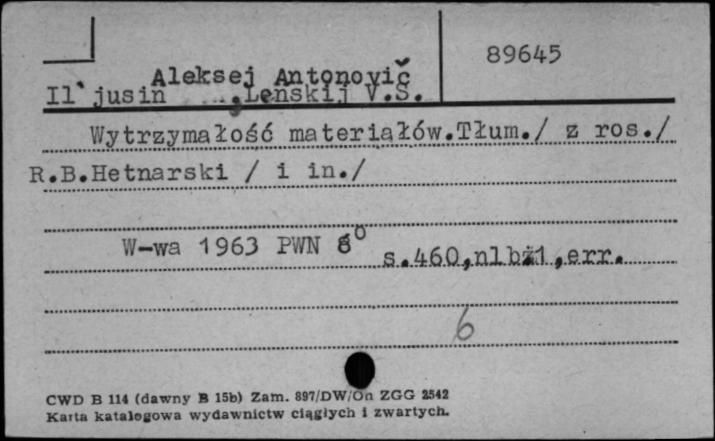 89645
Aleksej Antonovič
Il`jusin ,Lenskij V.S.
Wytrzymałość materiałów.Tłum./ z ros./
R.B.Hetnarski / i in./
W-wa 1963 PWN 8°
s.460,nlb 1,err.
6
CWD B 114 (dawny B 15b) Zam. 897/DW/On ZGG 2542
Karta katalogowa wydawnictw ciągłych i zwartych.